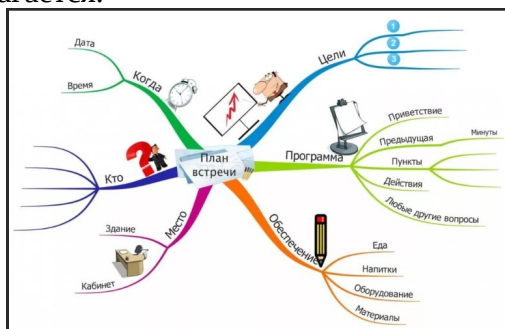 Дата
Время
Когда
Цели
1
2
3
Приветствие
Предыдущая
Минуты
Программа
Пункты
Действия
Любые другие вопросы
План
встречи
Кто
Место
Здание
Кабинет
Обеспечение
Еда
Напитки
Оборудование
Материалы